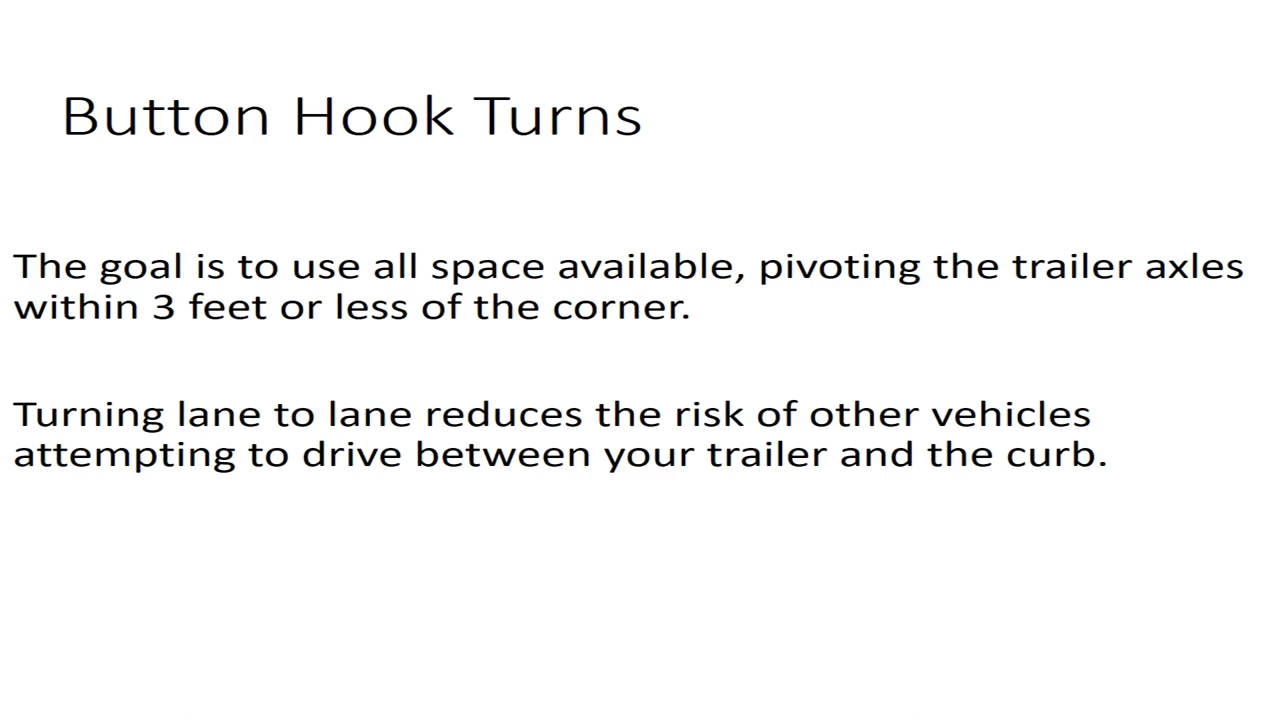 Button Hook Turns
The goal is to use all space available, pivoting the trailer axles
within 3 feet or less of the corner.
Turning lane to lane reduces the risk of other vehicles
attempting to drive between your trailer and the curb.